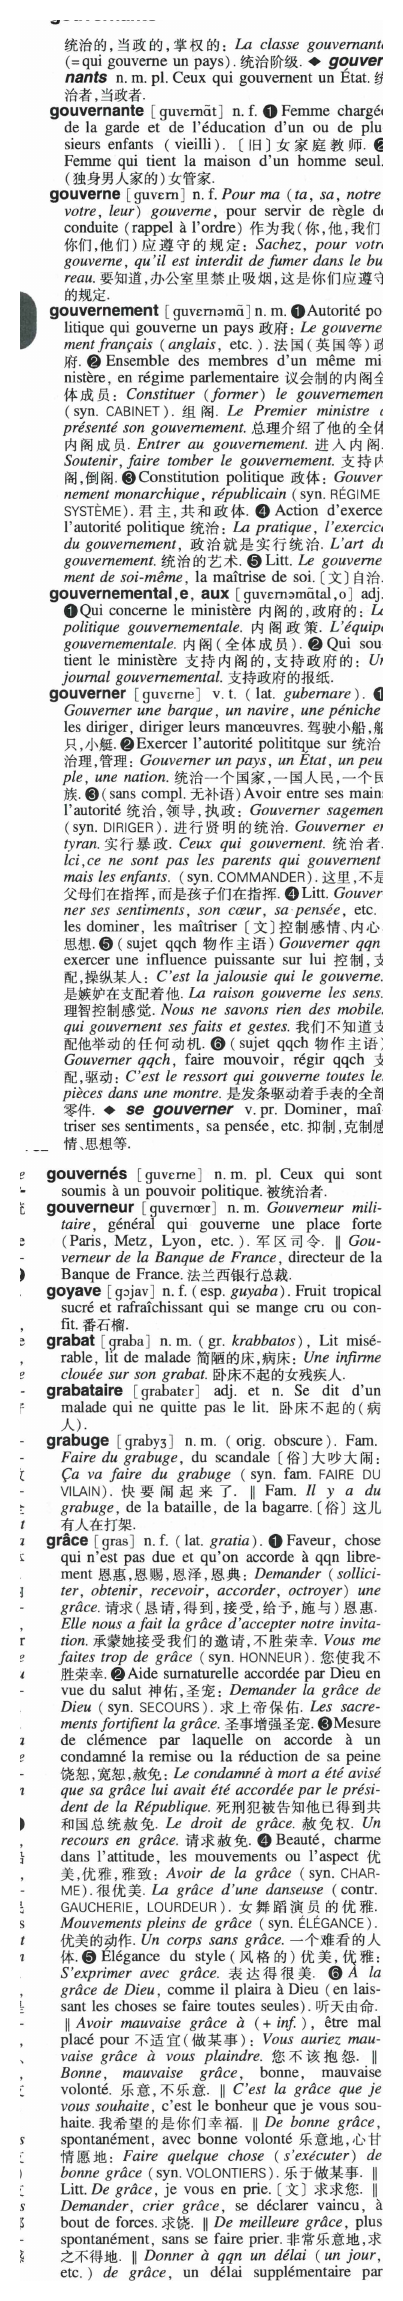 统治的,当政的,掌权的: La classe gouvernante
(=qui gouverne un pays). 统治阶级. ◆ gouver
nants n. m. pl. Ceux qui gouvernent un État. 统
治者,当政者.
gouvernante [guvɛrnɑ̃t] n. f. ❶ Femme chargée
de la garde et de l'éducation d'un ou de plu
sieurs enfants ( vieilli). 〔旧〕女家庭教师. ❷
Femme qui tient la maison d'un homme seul.
(独身男人家的)女管家.
gouverne [guvɛrn] n. f. Pour ma (ta, sa, notre
votre, leur) gouverne, pour servir de règle de
conduite (rappel à l'ordre) 作为我(你,他,我们
你们,他们)应遵守的规定: Sachez, pour votre
gouverne, qu'il est interdit de fumer dans le bu
reau. 要知道,办公室里禁止吸烟,这是你们应遵守
的规定.
gouvernement [guvɛrnəmɑ̃] n. m. ❶Autorité po
litique qui gouverne un pays 政府: Le gouverne
ment français (anglais, etc.). 法国(英国等)政
府. ❷ Ensemble des membres d'un même mi
nistère, en régime parlementaire 议会制的内阁全
体成员: Constituer (former) le gouvernemen
(syn. CABINET). 组阁. Le Premier ministre a
présenté son gouvernement. 总理介绍了他的全体
内阁成员. Entrer au gouvernement. 进入内阁.
Soutenir, faire tomber le gouvernement. 支持内
阁,倒阁. ❸Constitution politique 政体: Gouver
nement monarchique, républicain (syn. RÉGIME
SYSTÈME). 君主,共和政体. ❹ Action d'exerce
l'autorité politique 统治: La pratique, l'exercice
du gouvernement, 政治就是实行统治. L'art du
gouvernement. 统治的艺术. ❺ Litt. Le gouverne
ment de soi-même, la maîtrise de soi.〔文〕自治.
gouvernemental,e, aux [guvɛrnəmɑ̃tal,o] adj.
❶Qui concerne le ministère 内阁的,政府的: La
politique gouvernementale. 内阁政策. L'équipe
gouvernementale. 内阁(全体成员). ❷ Qui sou
tient le ministère 支持内阁的,支持政府的: Un
journal gouvernemental. 支持政府的报纸.
gouverner [guvɛrne] v. t. ( lat. gubernare). ❶
Gouverner une barque, un navire, une péniche
les diriger, diriger leurs manœuvres. 驾驶小船,船
只,小艇. ❷Exercer l'autorité polititque sur 统治
治理,管理: Gouverner un pays, un État, un peu
ple, une nation. 统治一个国家,一国人民,一个民
族. ❸(sans compl. 无补语)Avoir entre ses mains
l'autorité 统治,领导,执政: Gouverner sagemen
(syn. DIRIGER). 进行贤明的统治. Gouverner en
tyran. 实行暴政. Ceux qui gouvernent. 统治者.
Ici,ce ne sont pas les parents qui gouvernent
mais les enfants. (syn. COMMANDER). 这里,不是
父母们在指挥,而是孩子们在指挥. ❹Litt. Gouver
ner ses sentiments, son cœur, sa pensée, etc.
les dominer, les maîtriser〔文〕控制感情、内心
思想. ❺ ( sujet qqch 物作主语) Gouverner qqn
exercer une influence puissante sur lui 控制,支
配,操纵某人: C'est la jalousie qui le gouverne.
是嫉妒在支配着他. La raison gouverne les sens.
理智控制感觉. Nous ne savons rien des mobile
qui gouvernent ses faits et gestes. 我们不知道支
配他举动的任何动机. ❻ (sujet qqch 物作主语)
Gouverner qqch, faire mouvoir, régir qqch 支
配,驱动: C'est le ressort qui gouverne toutes le
pièces dans une montre. 是发条驱动着手表的全部
零件. ◆ se gouverner v. pr. Dominer, maî
triser ses sentiments, sa pensée, etc. 抑制,克制感
情、思想等.
gouvernés [guvɛrne] n. m. pl. Ceux qui sont
soumis à un pouvoir politique. 被统治者.
gouverneur [guvɛrnœr] n. m. Gouverneur mili-
taire, général qui gouverne une place forte
(Paris, Metz, Lyon, etc.). 军区司令. ‖ Gou-
verneur de la Banque de France, directeur de la
Banque de France. 法兰西银行总裁.
goyave [gɔjav] n. f. (esp. guyaba). Fruit tropical
sucré et rafraîchissant qui se mange cru ou con-
fit. 番石榴.
grabat [graba] n. m. ( gr. krabbatos), Lit misé-
rable, lit de malade 简陋的床,病床: Une infirme
clouée sur son grabat. 卧床不起的女残疾人.
grabataire [grabatɛr] adj. et n. Se dit d'un
malade qui ne quitte pas le lit. 卧床不起的(病
人).
grabuge [grabyʒ] n. m. ( orig. obscure). Fam.
Faire du grabuge, du scandale〔俗〕大吵大闹:
Ça va faire du grabuge ( syn. fam. FAIRE DU
VILAIN). 快要闹起来了. ‖ Fam. Il y a du
grabuge, de la bataille, de la bagarre.〔俗〕这儿
有人在打架.
grâce [gras] n. f. (lat. gratia). ❶ Faveur, chose
qui n'est pas due et qu'on accorde à qqn libre-
ment 恩惠,恩赐,恩泽,恩典: Demander (sollici-
ter, obtenir, recevoir, accorder, octroyer) une
grâce. 请求(恳请,得到,接受,给予,施与)恩惠.
Elle nous a fait la grâce d'accepter notre invita-
tion. 承蒙她接受我们的邀请,不胜荣幸. Vous me
faites trop de grâce (syn. HONNEUR). 您使我不
胜荣幸. ❷Aide surnaturelle accordée par Dieu en
vue du salut 神佑,圣宠: Demander la grâce de
Dieu (syn. SECOURS). 求上帝保佑. Les sacre-
ments fortifient la grâce. 圣事增强圣宠. ❸Mesure
de clémence par laquelle on accorde à un
condamné la remise ou la réduction de sa peine
饶恕,宽恕,赦免: Le condamné à mort a été avisé
que sa grâce lui avait été accordée par le prési-
dent de la République. 死刑犯被告知他已得到共
和国总统赦免. Le droit de grâce. 赦免权. Un
recours en grâce. 请求赦免. ❹ Beauté, charme
dans l'attitude, les mouvements ou l'aspect 优
美,优雅,雅致: Avoir de la grâce ( syn. CHAR-
ME). 很优美. La grâce d'une danseuse (contr.
GAUCHERIE, LOURDEUR). 女舞蹈演员的优雅.
Mouvements pleins de grâce (syn. ÉLÉGANCE).
优美的动作. Un corps sans grâce. 一个难看的人
体. ❺ Élégance du style (风格的)优美,优雅:
S'exprimer avec grâce. 表达得很美. ❻ À la
grâce de Dieu, comme il plaira à Dieu (en lais-
sant les choses se faire toutes seules). 听天由命.
‖ Avoir mauvaise grâce à (+ inf.), être mal
placé pour 不适宜(做某事): Vous auriez mau-
vaise grâce à vous plaindre. 您不该抱怨. ‖
Bonne, mauvaise grâce, bonne, mauvaise
volonté. 乐意,不乐意. ‖ C'est la grâce que je
vous souhaite, c'est le bonheur que je vous sou-
haite. 我希望的是你们幸福. ‖ De bonne grâce,
spontanément, avec bonne volonté 乐意地,心甘
情愿地: Faire quelque chose (s'exécuter) de
bonne grâce (syn. VOLONTIERS). 乐于做某事. ‖
Litt. De grâce, je vous en prie.〔文〕求求您. ‖
Demander, crier grâce, se déclarer vaincu, à
bout de forces. 求饶. ‖ De meilleure grâce, plus
spontanément, sans se faire prier. 非常乐意地,求
之不得地. ‖ Donner à qqn un délai (un jour,
etc.) de grâce, un délai supplémentaire par